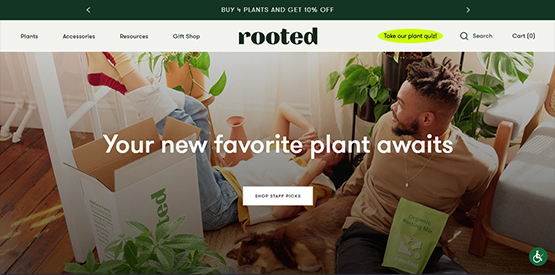 BUY 4 PLANTS AND GET 10% OFF
Plants Accessories Resources Gift Shop
rooted
Take our plant quiz!
Search
Cart (0)
Your new favorite plant awaits
SHOP STAFF PICKS
rooted
Organic
Potting Mix